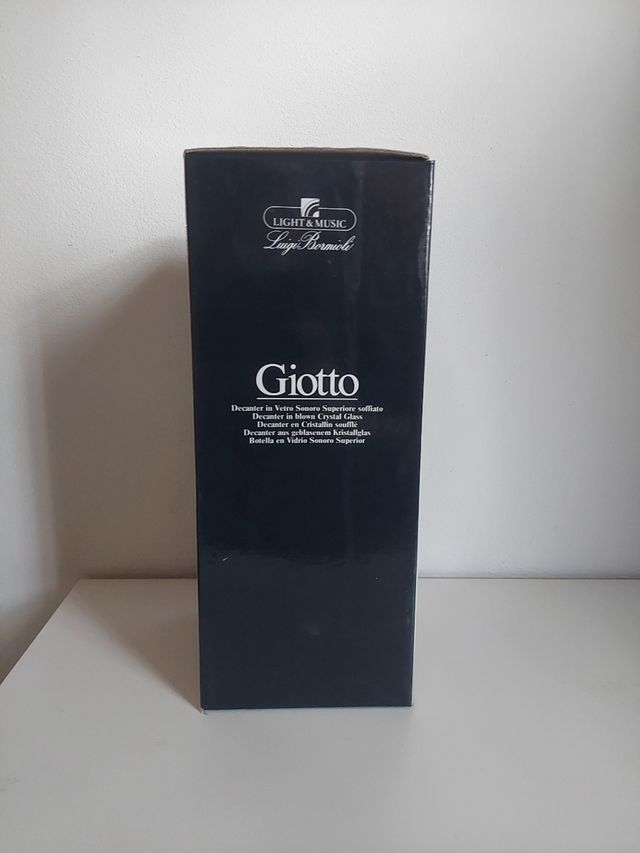 LIGHT & MUSIC
Luigi Bormioli
Giotto
Decanter in Vetro Sonoro Superiore soffiato
Decanter in blown Crystal Glass
Decanter en Cristallin soufflé
Decanter aus geblasenem Kristallglas
Botella en Vidrio Sonoro Superior